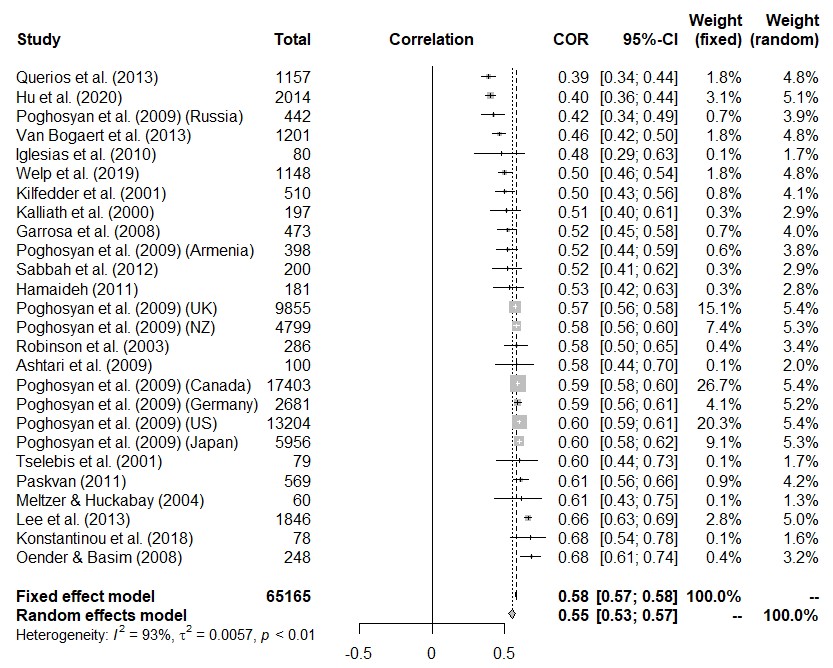 Weight Weight
Study Total Correlation COR 95%-CI (fixed) (random)
Querios et al. (2013) 1157 0.39 [0.34; 0.44] 1.8% 4.8%
Hu et al. (2020) 2014 0.40 [0.36; 0.44] 3.1% 5.1%
Poghosyan et al. (2009) (Russia) 442 0.42 [0.34; 0.49] 0.7% 3.9%
Van Bogaert et al. (2013) 1201 0.46 [0.42; 0.50] 1.8% 4.8%
Iglesias et al. (2010) 80 0.48 [0.29; 0.63] 0.1% 1.7%
Welp et al. (2019) 1148 0.50 [0.46; 0.54] 1.8% 4.8%
Kilfedder et al. (2001) 510 0.50 [0.43; 0.56] 0.8% 4.1%
Kalliath et al. (2000) 197 0.51 [0.40; 0.61] 0.3% 2.9%
Garrosa et al. (2008) 473 0.52 [0.45; 0.58] 0.7% 4.0%
Poghosyan et al. (2009) (Armenia) 398 0.52 [0.44; 0.59] 0.6% 3.8%
Sabbah et al. (2012) 200 0.52 [0.41; 0.62] 0.3% 2.9%
Hamaideh (2011) 181 0.53 [0.42; 0.63] 0.3% 2.8%
Poghosyan et al. (2009) (UK) 9855 0.57 [0.56; 0.58] 15.1% 5.4%
Poghosyan et al. (2009) (NZ) 4799 0.58 [0.56; 0.60] 7.4% 5.3%
Robinson et al. (2003) 286 0.58 [0.50; 0.65] 0.4% 3.4%
Ashtari et al. (2009) 100 0.58 [0.44; 0.70] 0.1% 2.0%
Poghosyan et al. (2009) (Canada) 17403 0.59 [0.58; 0.60] 26.7% 5.4%
Poghosyan et al. (2009) (Germany) 2681 0.59 [0.56; 0.61] 4.1% 5.2%
Poghosyan et al. (2009) (US) 13204 0.60 [0.59; 0.61] 20.3% 5.4%
Poghosyan et al. (2009) (Japan) 5956 0.60 [0.58; 0.62] 9.1% 5.3%
Tselebis et al. (2001) 79 0.60 [0.44; 0.73] 0.1% 1.7%
Paskvan (2011) 569 0.61 [0.56; 0.66] 0.9% 4.2%
Meltzer & Huckabay (2004) 60 0.61 [0.43; 0.75] 0.1% 1.3%
Lee et al. (2013) 1846 0.66 [0.63; 0.69] 2.8% 5.0%
Konstantinou et al. (2018) 78 0.68 [0.54; 0.78] 0.1% 1.6%
Oender & Basim (2008) 248 0.68 [0.61; 0.74] 0.4% 3.2%
Fixed effect model 65165 0.58 [0.57; 0.58] 100.0% --
Random effects model 0.55 [0.53; 0.57] -- 100.0%
Heterogeneity: I² = 93%, τ² = 0.0057, p < 0.01
-0.5 0 0.5